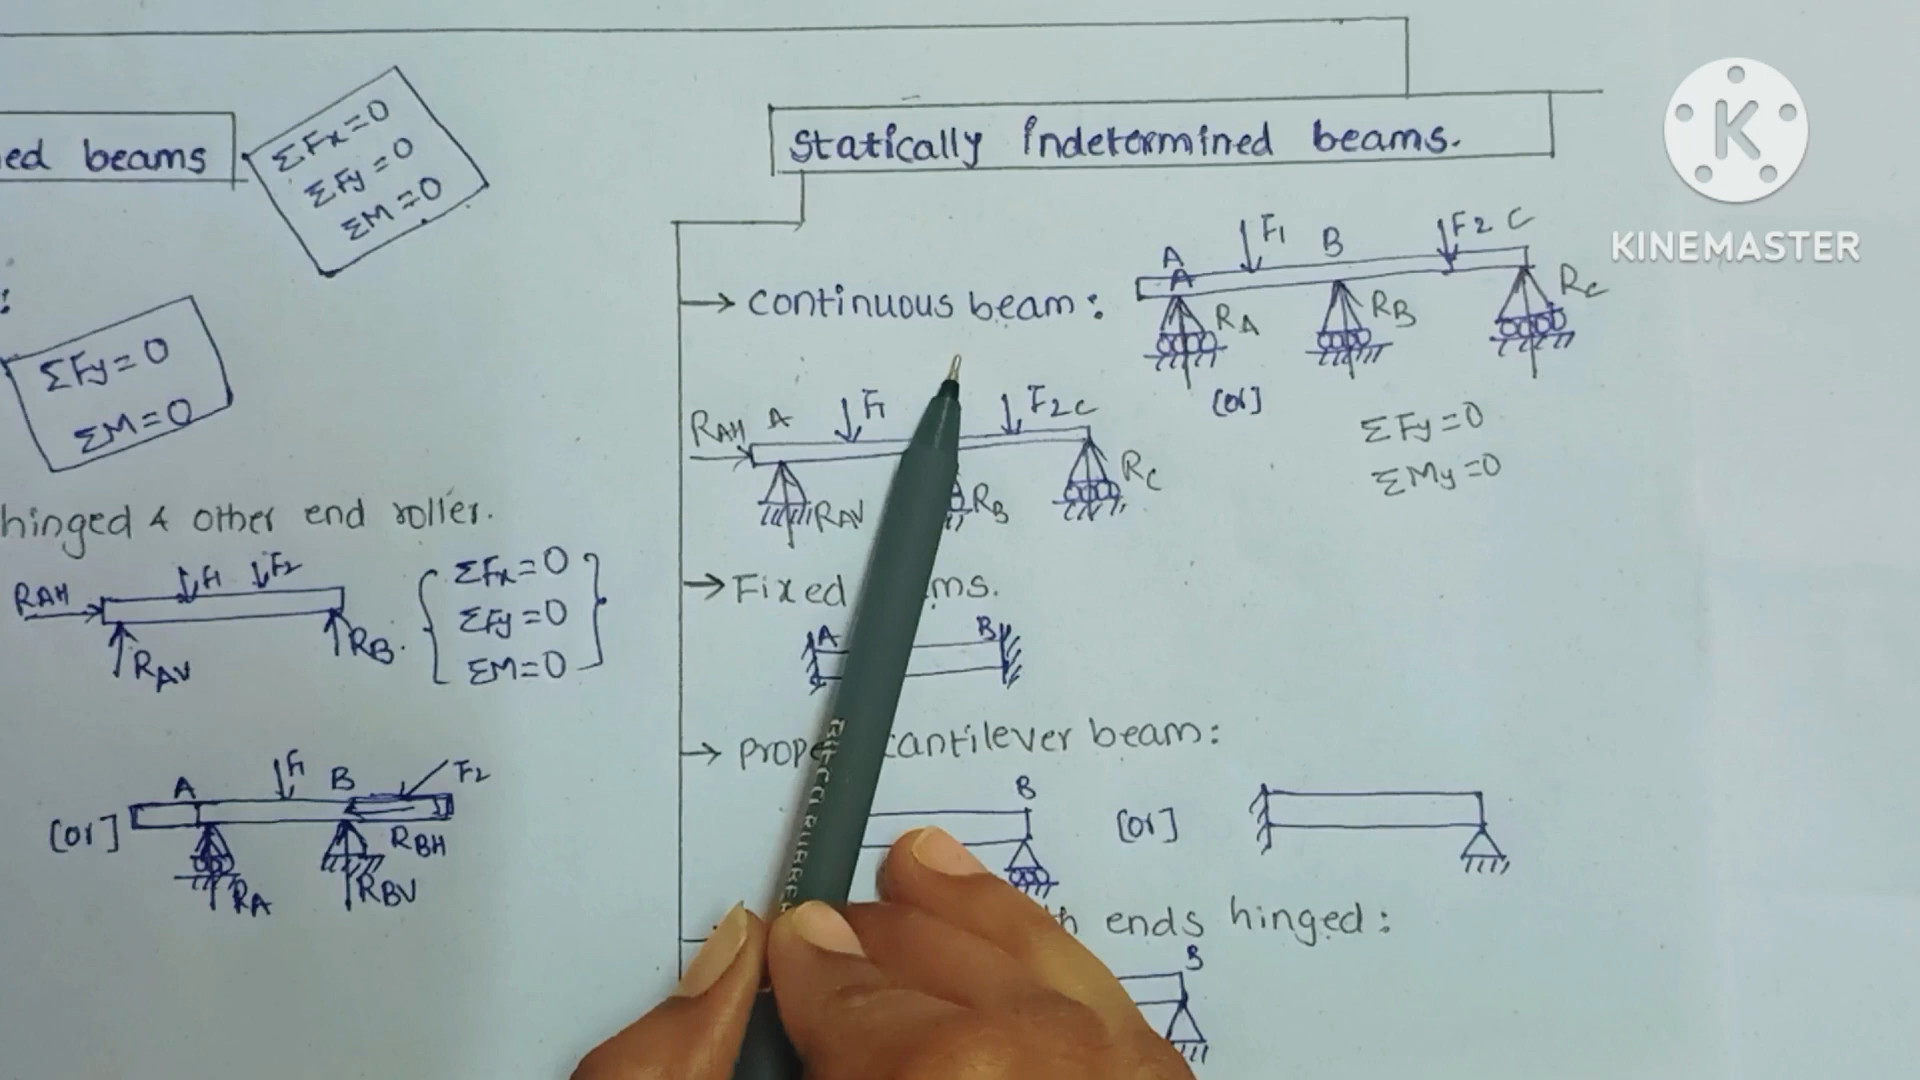 ed beams
ΣFx=0
ΣFy=0
ΣM=0
:
ΣFy=0
ΣM=0
hinged & other end roller.
RAH F1 F2
RAV RB.
ΣFx=0
ΣFy=0
ΣM=0
[or] A F1 B F2
RBH
RA RBV
Statically indetermined beams.
→ continuous beam:
A F1 B F2 C
A
RA RB RC
[or]
ΣFy=0
ΣMy=0
RAH A F1 F2 C
RAV RB RC
→ Fixed
A B
→ cantilever beam:
B
[or]
ends hinged:
B
K
KINEMASTER